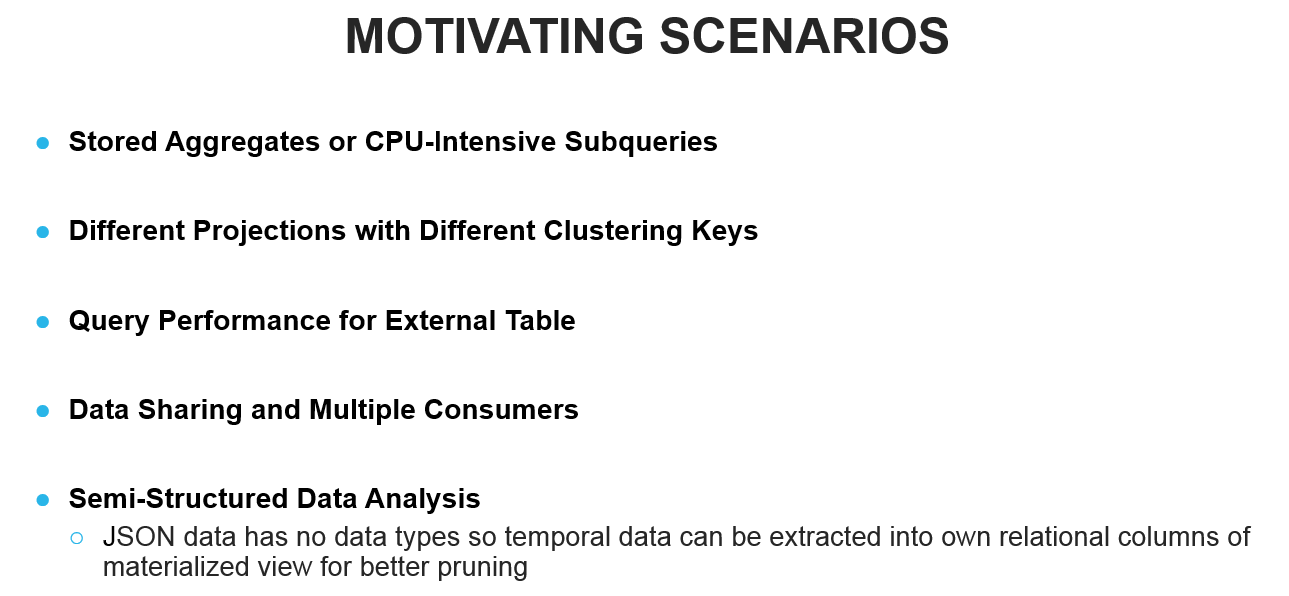 MOTIVATING SCENARIOS
● Stored Aggregates or CPU-Intensive Subqueries
● Different Projections with Different Clustering Keys
● Query Performance for External Table
● Data Sharing and Multiple Consumers
● Semi-Structured Data Analysis
○ JSON data has no data types so temporal data can be extracted into own relational columns of
materialized view for better pruning